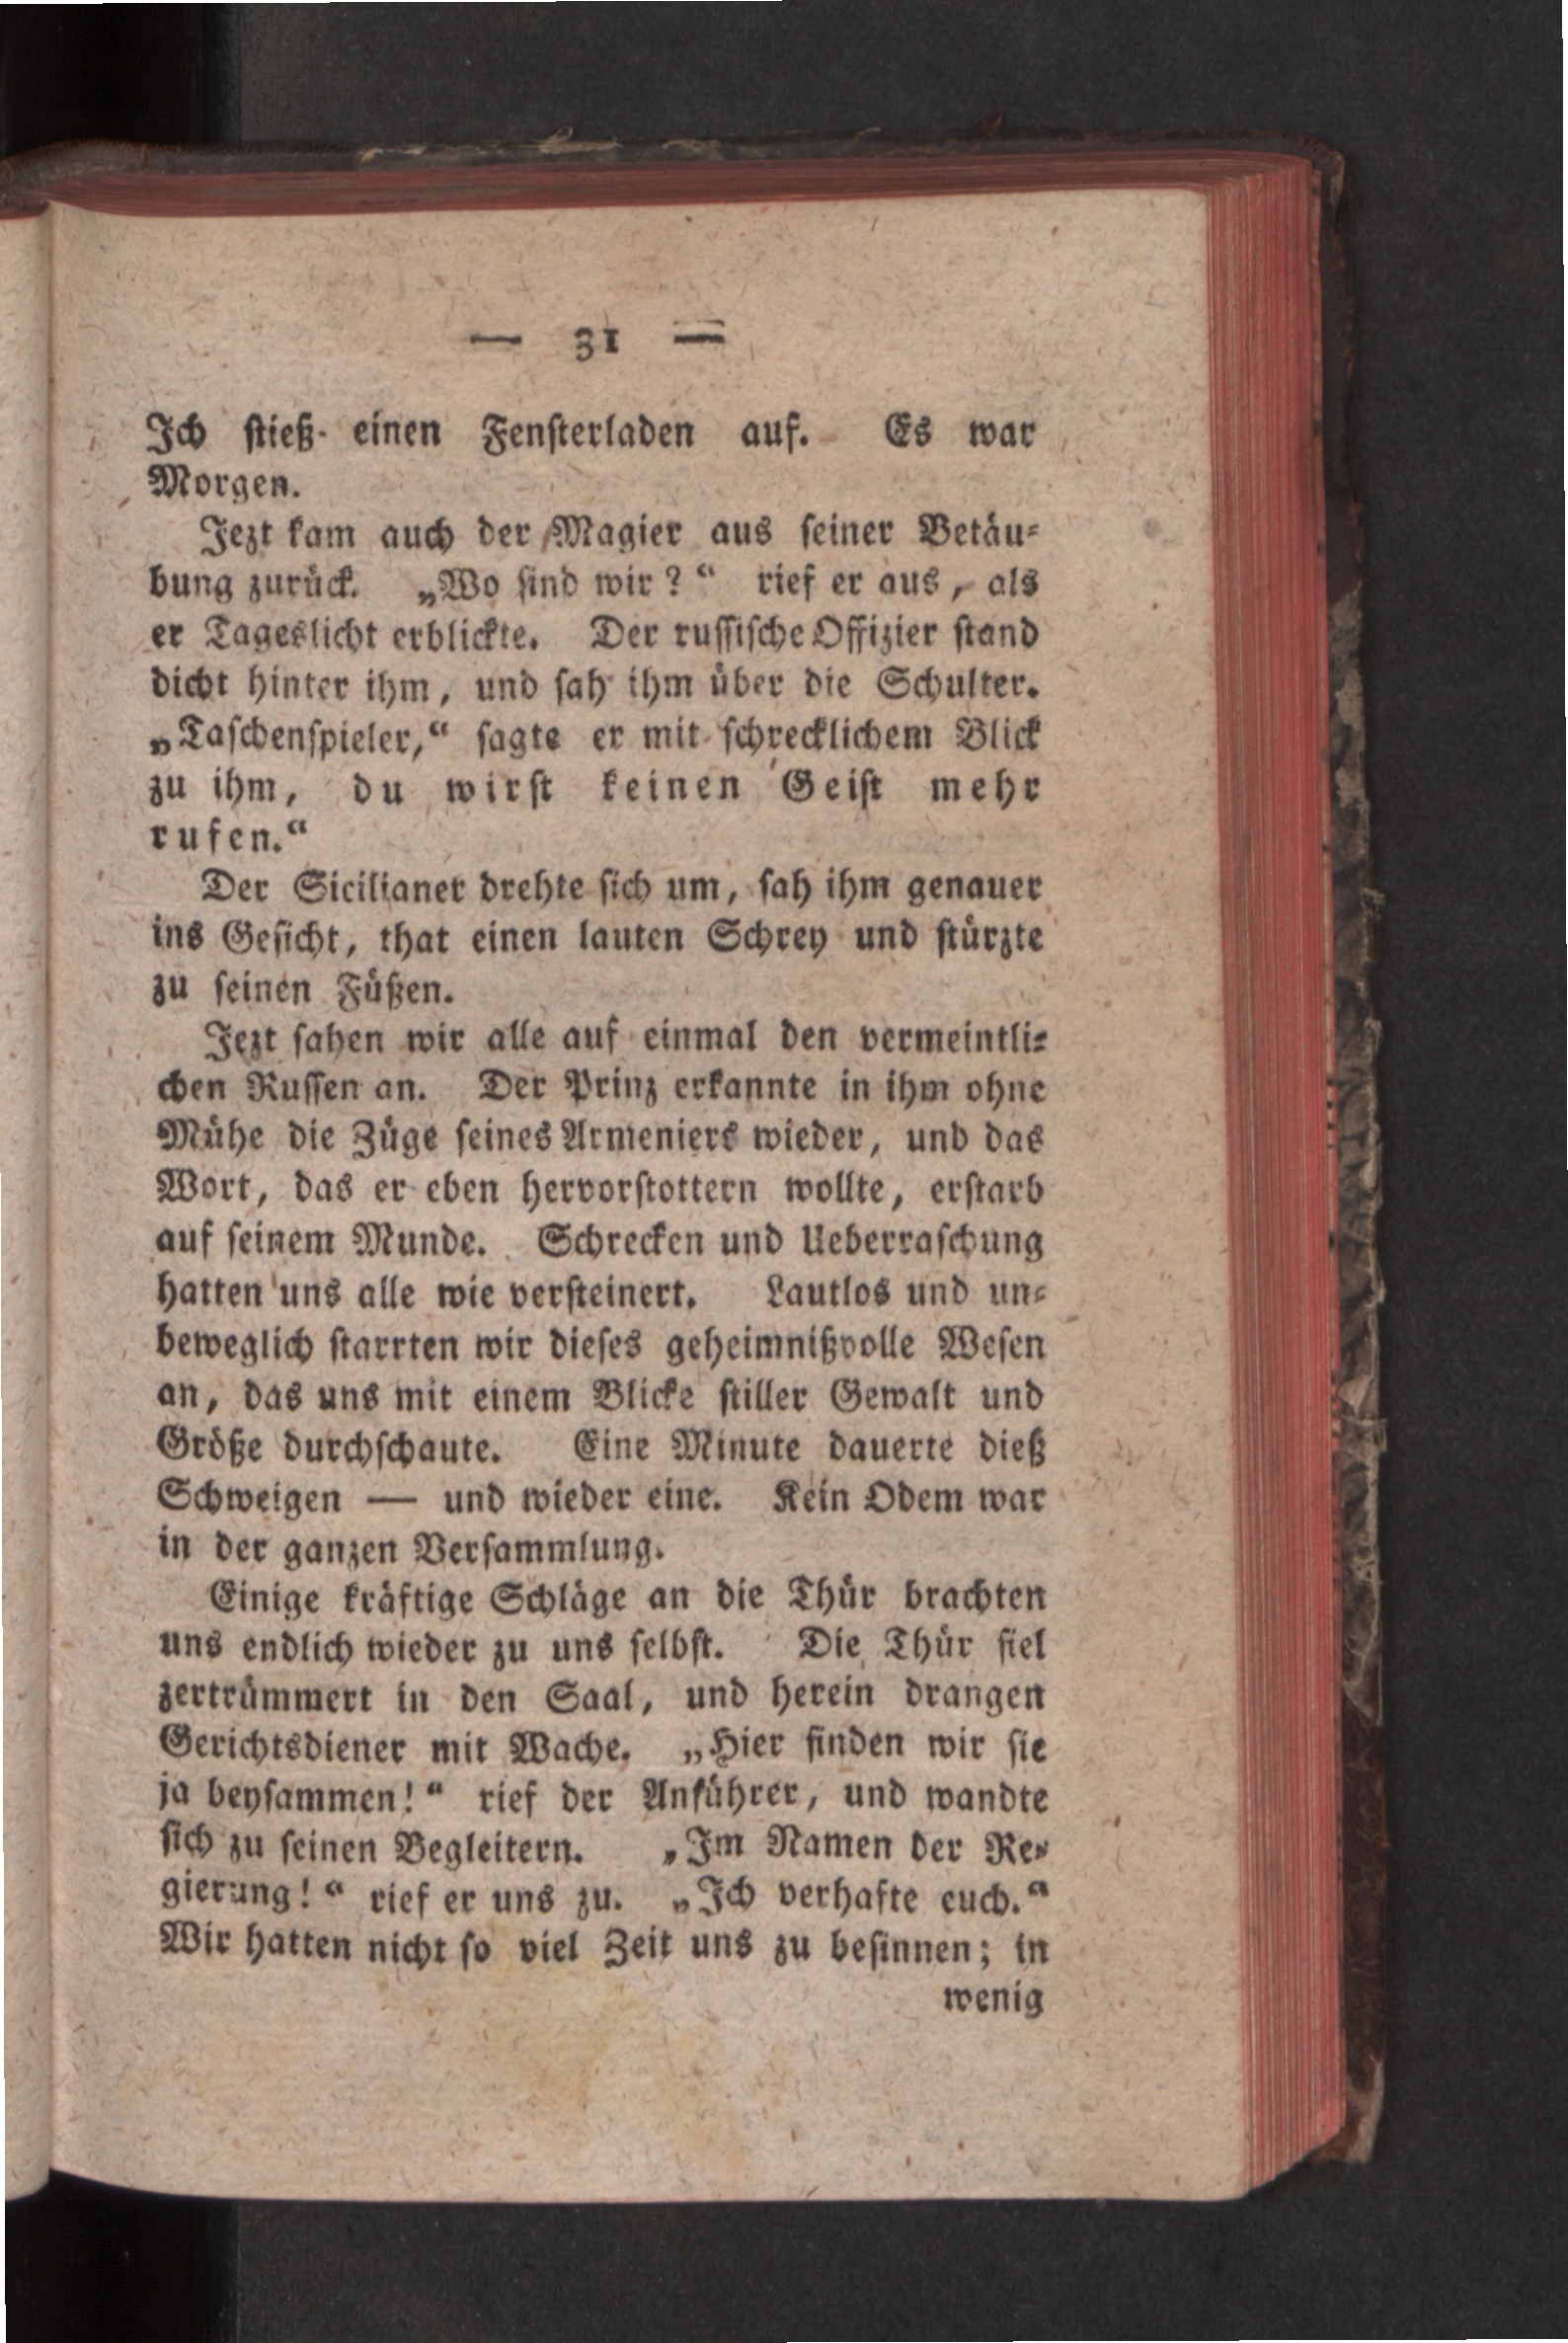 — 31 —
Ich ſtieß einen Fenſterladen auf. Es war
Morgen.
Jezt kam auch der Magier aus ſeiner Betäu⸗
bung zurück. „Wo ſind wir?“ rief er aus, als
er Tageslicht erblickte. Der ruſſiſche Offizier ſtand
dicht hinter ihm, und ſah ihm über die Schulter.
„Taſchenſpieler,“ ſagte er mit ſchrecklichem Blick
zu ihm, du wirſt keinen Geiſt mehr
rufen.“
Der Sicilianer drehte ſich um, ſah ihm genauer
ins Geſicht, that einen lauten Schrey und ſtürzte
zu ſeinen Füßen.
Jezt ſahen wir alle auf einmal den vermeintli⸗
chen Ruſſen an. Der Prinz erkannte in ihm ohne
Mühe die Züge ſeines Armeniers wieder, und das
Wort, das er eben hervorſtottern wollte, erſtarb
auf ſeinem Munde. Schrecken und Ueberraſchung
hatten uns alle wie verſteinert. Lautlos und un⸗
beweglich ſtarrten wir dieſes geheimnißvolle Weſen
an, das uns mit einem Blicke ſtiller Gewalt und
Größe durchſchaute. Eine Minute dauerte dieß
Schweigen — und wieder eine. Kein Odem war
in der ganzen Verſammlung.
Einige kräftige Schläge an die Thür brachten
uns endlich wieder zu uns ſelbſt. Die Thür fiel
zertrümmert in den Saal, und herein drangen
Gerichtsdiener mit Wache. „Hier finden wir ſie
ja beyſammen!“ rief der Anführer, und wandte
ſich zu ſeinen Begleitern. „Im Namen der Re⸗
gierung!“ rief er uns zu. „Ich verhafte euch.“
Wir hatten nicht ſo viel Zeit uns zu beſinnen; in
wenig